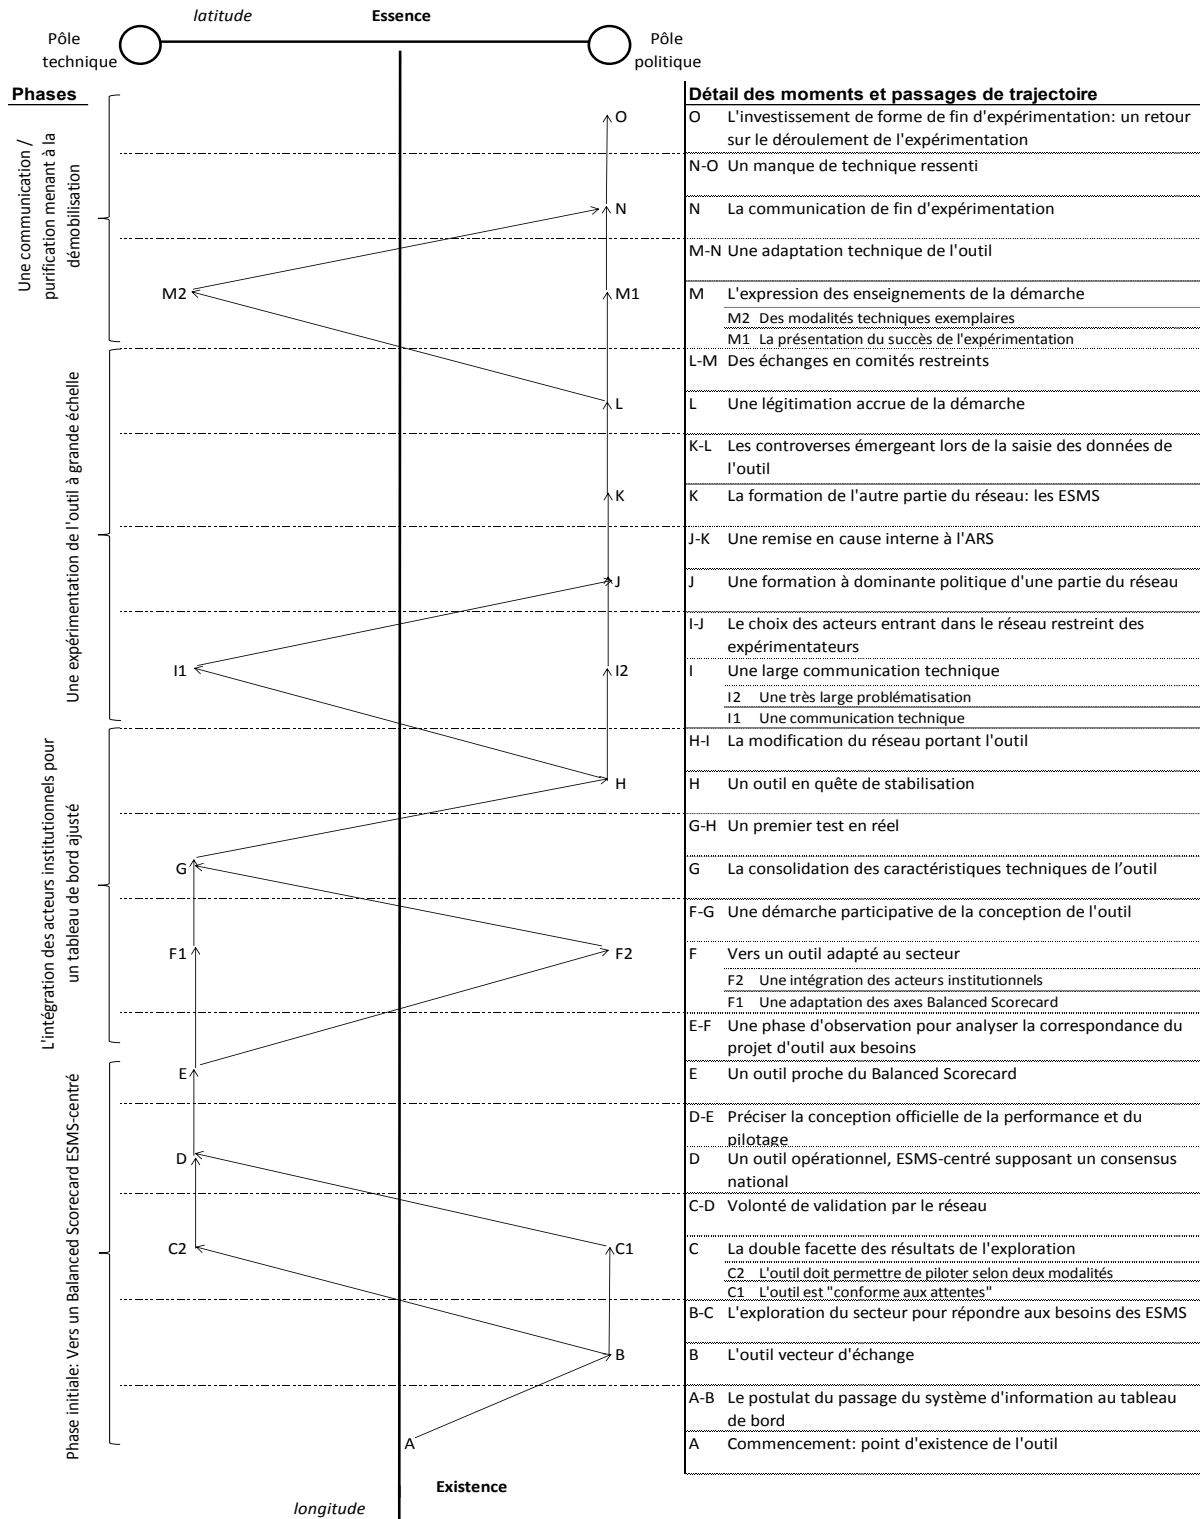 latitude
Essence
Pôle
technique
Pôle
politique
Phases
Détail des moments et passages de trajectoire
Une communication /
purification menant à la
démobilisation
O
O L'investissement de forme de fin d'expérimentation: un retour
sur le déroulement de l'expérimentation
N-O Un manque de technique ressenti
N
N La communication de fin d'expérimentation
M-N Une adaptation technique de l'outil
M2
M1
M L'expression des enseignements de la démarche
M2 Des modalités techniques exemplaires
M1 La présentation du succès de l'expérimentation
Une expérimentation de l'outil à grande échelle
L-M Des échanges en comités restreints
L
L Une légitimation accrue de la démarche
K-L Les controverses émergeant lors de la saisie des données de
l'outil
K
K La formation de l'autre partie du réseau: les ESMS
J-K Une remise en cause interne à l'ARS
J
J Une formation à dominante politique d'une partie du réseau
I-J Le choix des acteurs entrant dans le réseau restreint des
expérimentateurs
I1
I2
I Une large communication technique
I2 Une très large problématisation
I1 Une communication technique
L'intégration des acteurs institutionnels pour
un tableau de bord ajusté
H-I La modification du réseau portant l'outil
H
H Un outil en quête de stabilisation
G-H Un premier test en réel
G
G La consolidation des caractéristiques techniques de l’outil
F-G Une démarche participative de la conception de l'outil
F1
F2
F Vers un outil adapté au secteur
F2 Une intégration des acteurs institutionnels
F1 Une adaptation des axes Balanced Scorecard
E-F Une phase d'observation pour analyser la correspondance du
projet d'outil aux besoins
Phase initiale: Vers un Balanced Scorecard ESMS-centré
E
E Un outil proche du Balanced Scorecard
D-E Préciser la conception officielle de la performance et du
pilotage
D
D Un outil opérationnel, ESMS-centré supposant un consensus
national
C-D Volonté de validation par le réseau
C2
C1
C La double facette des résultats de l'exploration
C2 L'outil doit permettre de piloter selon deux modalités
C1 L'outil est "conforme aux attentes"
B-C L'exploration du secteur pour répondre aux besoins des ESMS
B
B L'outil vecteur d'échange
A-B Le postulat du passage du système d'information au tableau
de bord
A
A Commencement: point d'existence de l'outil
Existence
longitude